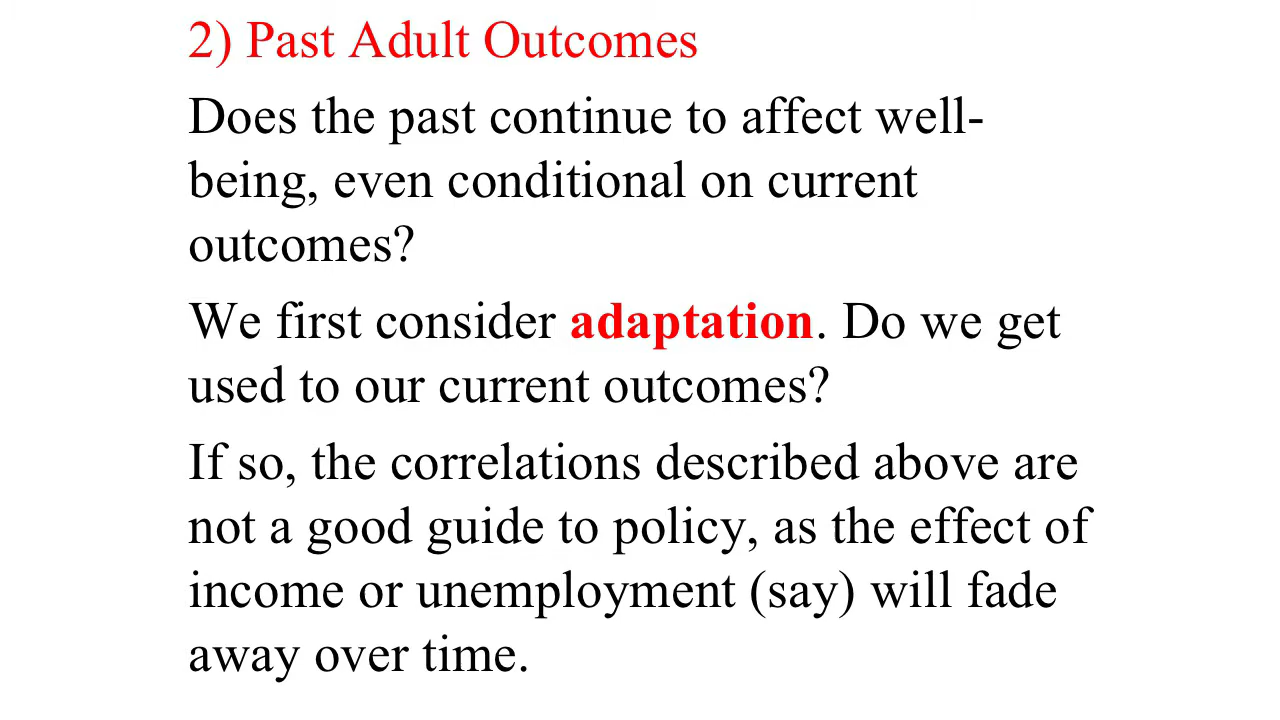 2) Past Adult Outcomes
Does the past continue to affect well-
being, even conditional on current
outcomes?
We first consider adaptation. Do we get
used to our current outcomes?
If so, the correlations described above are
not a good guide to policy, as the effect of
income or unemployment (say) will fade
away over time.